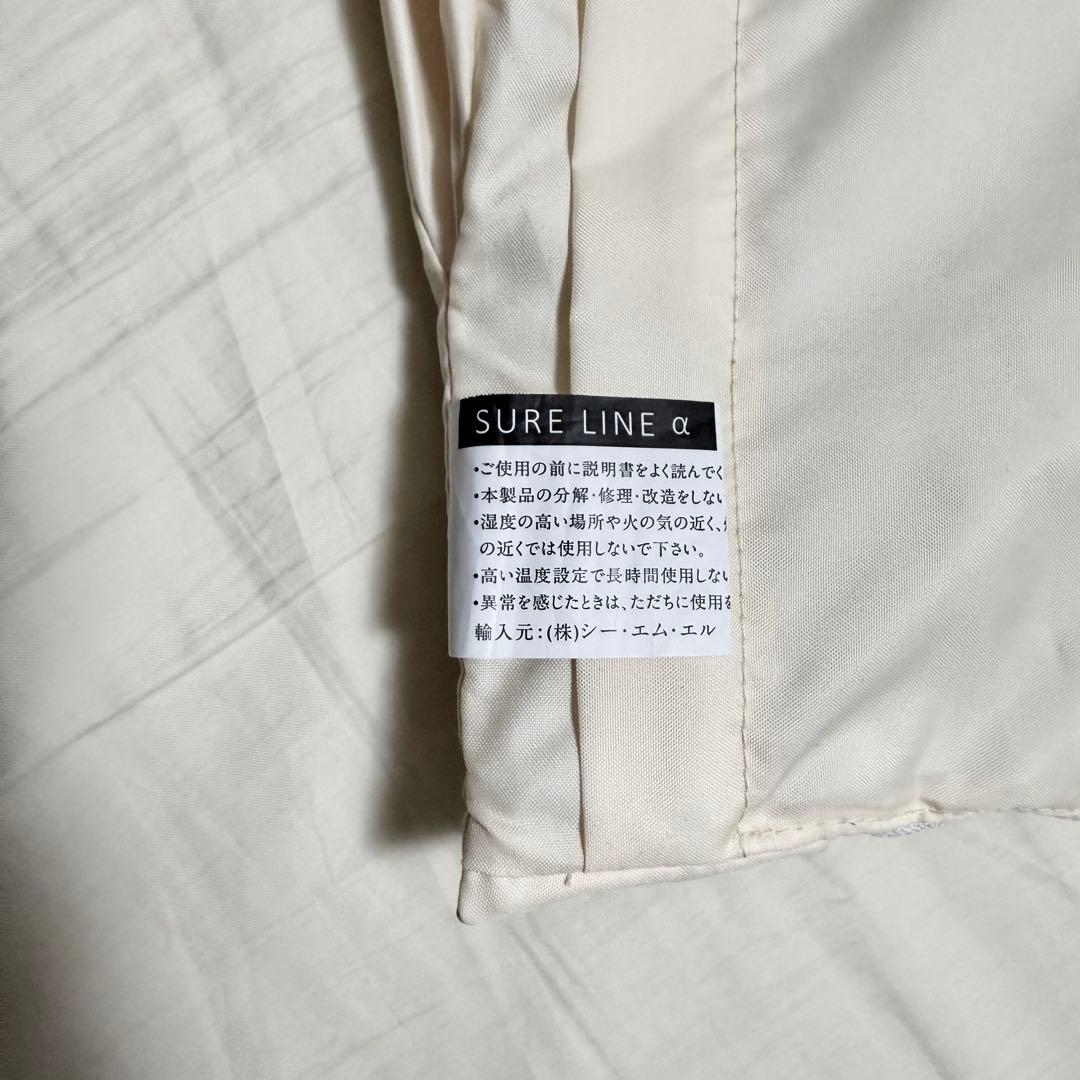 SURE LINE α
・ご使用の前に説明書をよく読んでく
・本製品の分解・修理・改造をしない
・湿度の高い場所や火の気の近く、
の近くでは使用しないで下さい。
・高い温度設定で長時間使用しない
・異常を感じたときは、ただちに使用を
輸入元：(株)シー・エム・エル